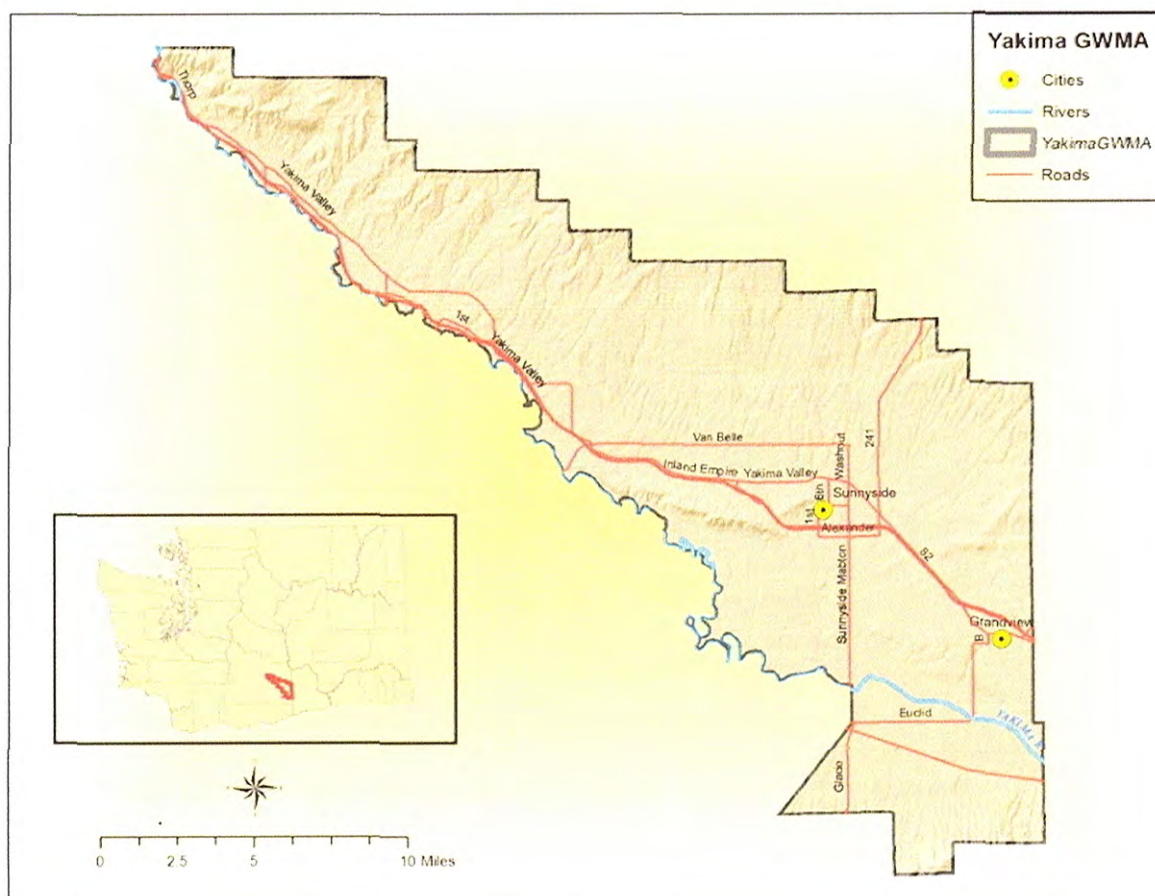 Yakima GWMA
Cities
Rivers
YakimaGWMA
Roads
Thorp
Yakima Valley
1st
Yakima Valley
Van Belle
Washout
241
Inland Empire
Yakima Valley
6th
Sunnyside
1st
Alexander
82
Sunnyside Mabton
Grandview
B
Euclid
YAKIMA R
Glade
0 2.5 5 10 Miles